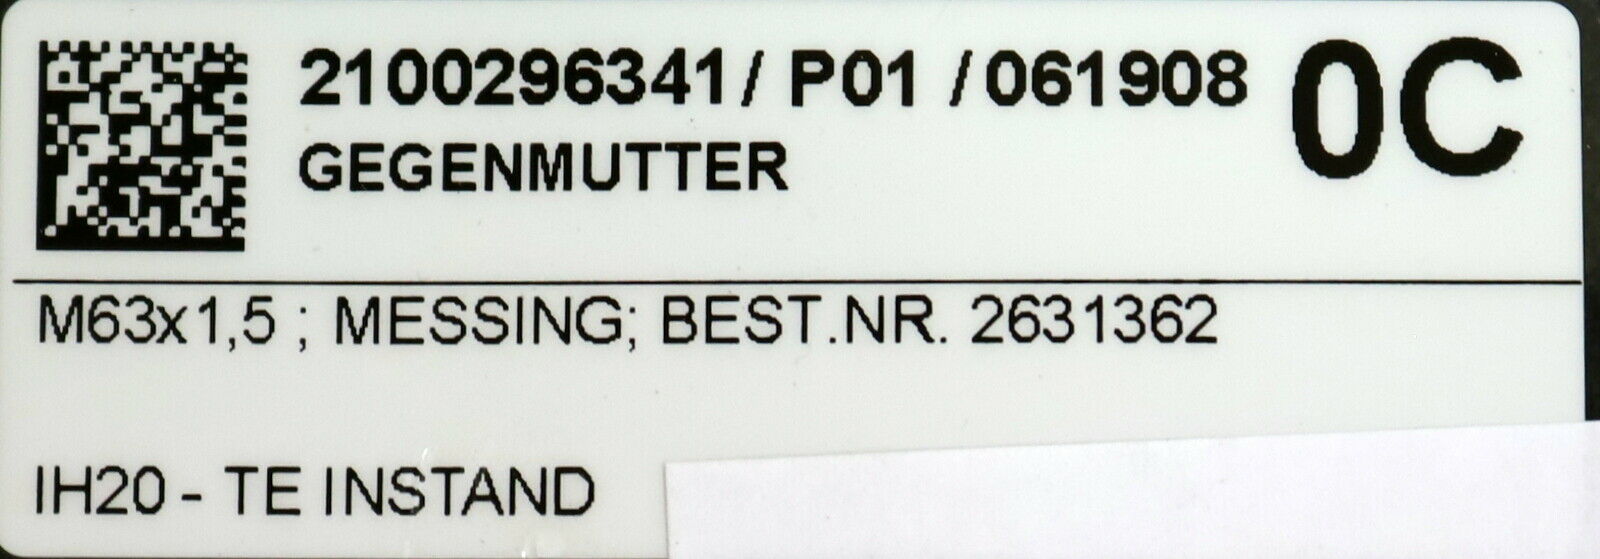 2100296341/ P01 /061908 0C
GEGENMUTTER
M63x1,5 ; MESSING; BEST.NR. 2631362
IH20 - TE INSTAND